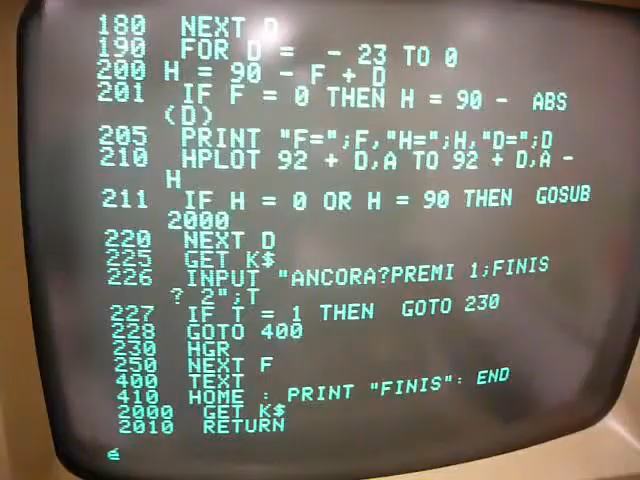 180 NEXT D
190 FOR D = - 23 TO 0
200 H = 90 - F + D
201 IF F = 0 THEN H = 90 - ABS
(D)
205 PRINT "F=";F,"H=";H,"D=";D
210 HPLOT 92 + D,A TO 92 + D,A -
H
211 IF H = 0 OR H = 90 THEN GOSUB
2000
220 NEXT D
225 GET K$
226 INPUT "ANCORA?PREMI 1;FINIS
? 2";T
227 IF T = 1 THEN GOTO 230
228 GOTO 400
230 HGR
250 NEXT F
400 TEXT
410 HOME : PRINT "FINIS": END
2000 GET K$
2010 RETURN